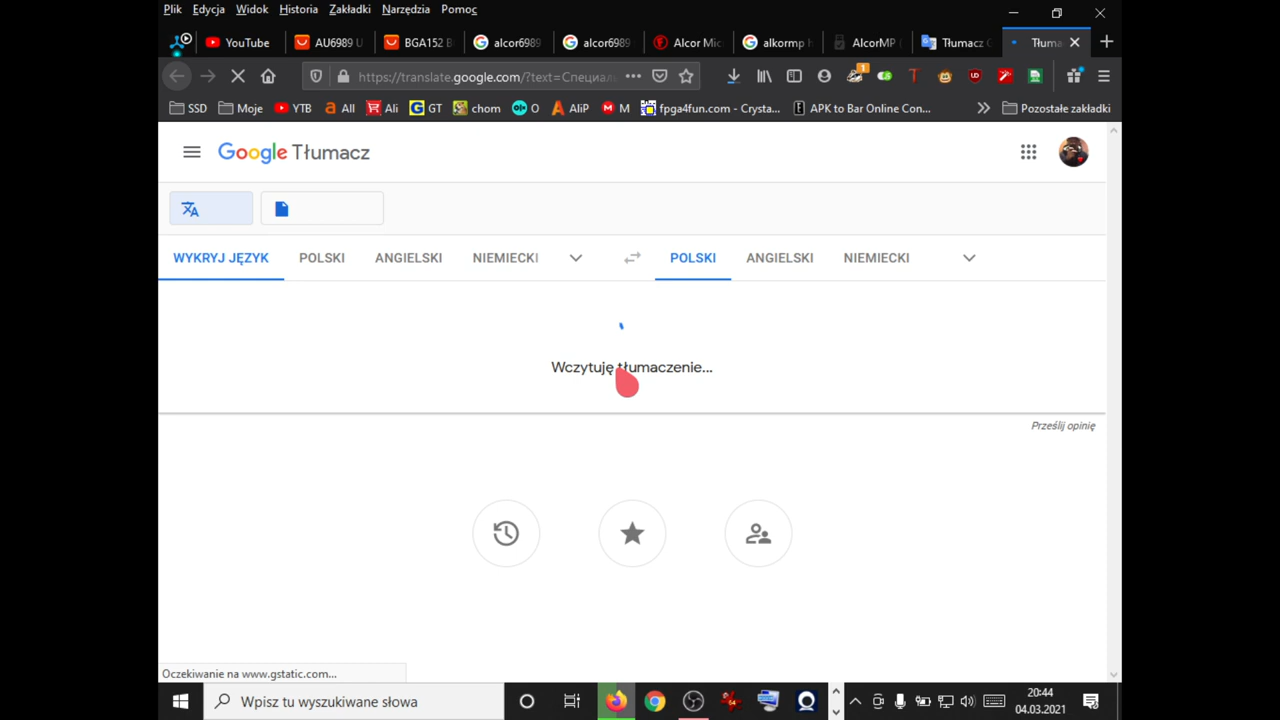 Plik Edycja Widok Historia Zakładki Narzędzia Pomoc
YouTube AU6989 U BGA152 B alcor6989 alcor6989 Alcor Mic alkormp h AlcorMP ( Tłumacz G Tłuma
https://translate.google.com/?text=Специал
1
SSD Moje YTB All Ali GT chom O AliP M fpga4fun.com - Crysta... APK to Bar Online Con... Pozostałe zakładki
Google Tłumacz
WYKRYJ JĘZYK POLSKI ANGIELSKI NIEMIECKI POLSKI ANGIELSKI NIEMIECKI
Wczytuję tłumaczenie...
Prześlij opinię
Oczekiwanie na www.gstatic.com...
Wpisz tu wyszukiwane słowa
20:44
04.03.2021